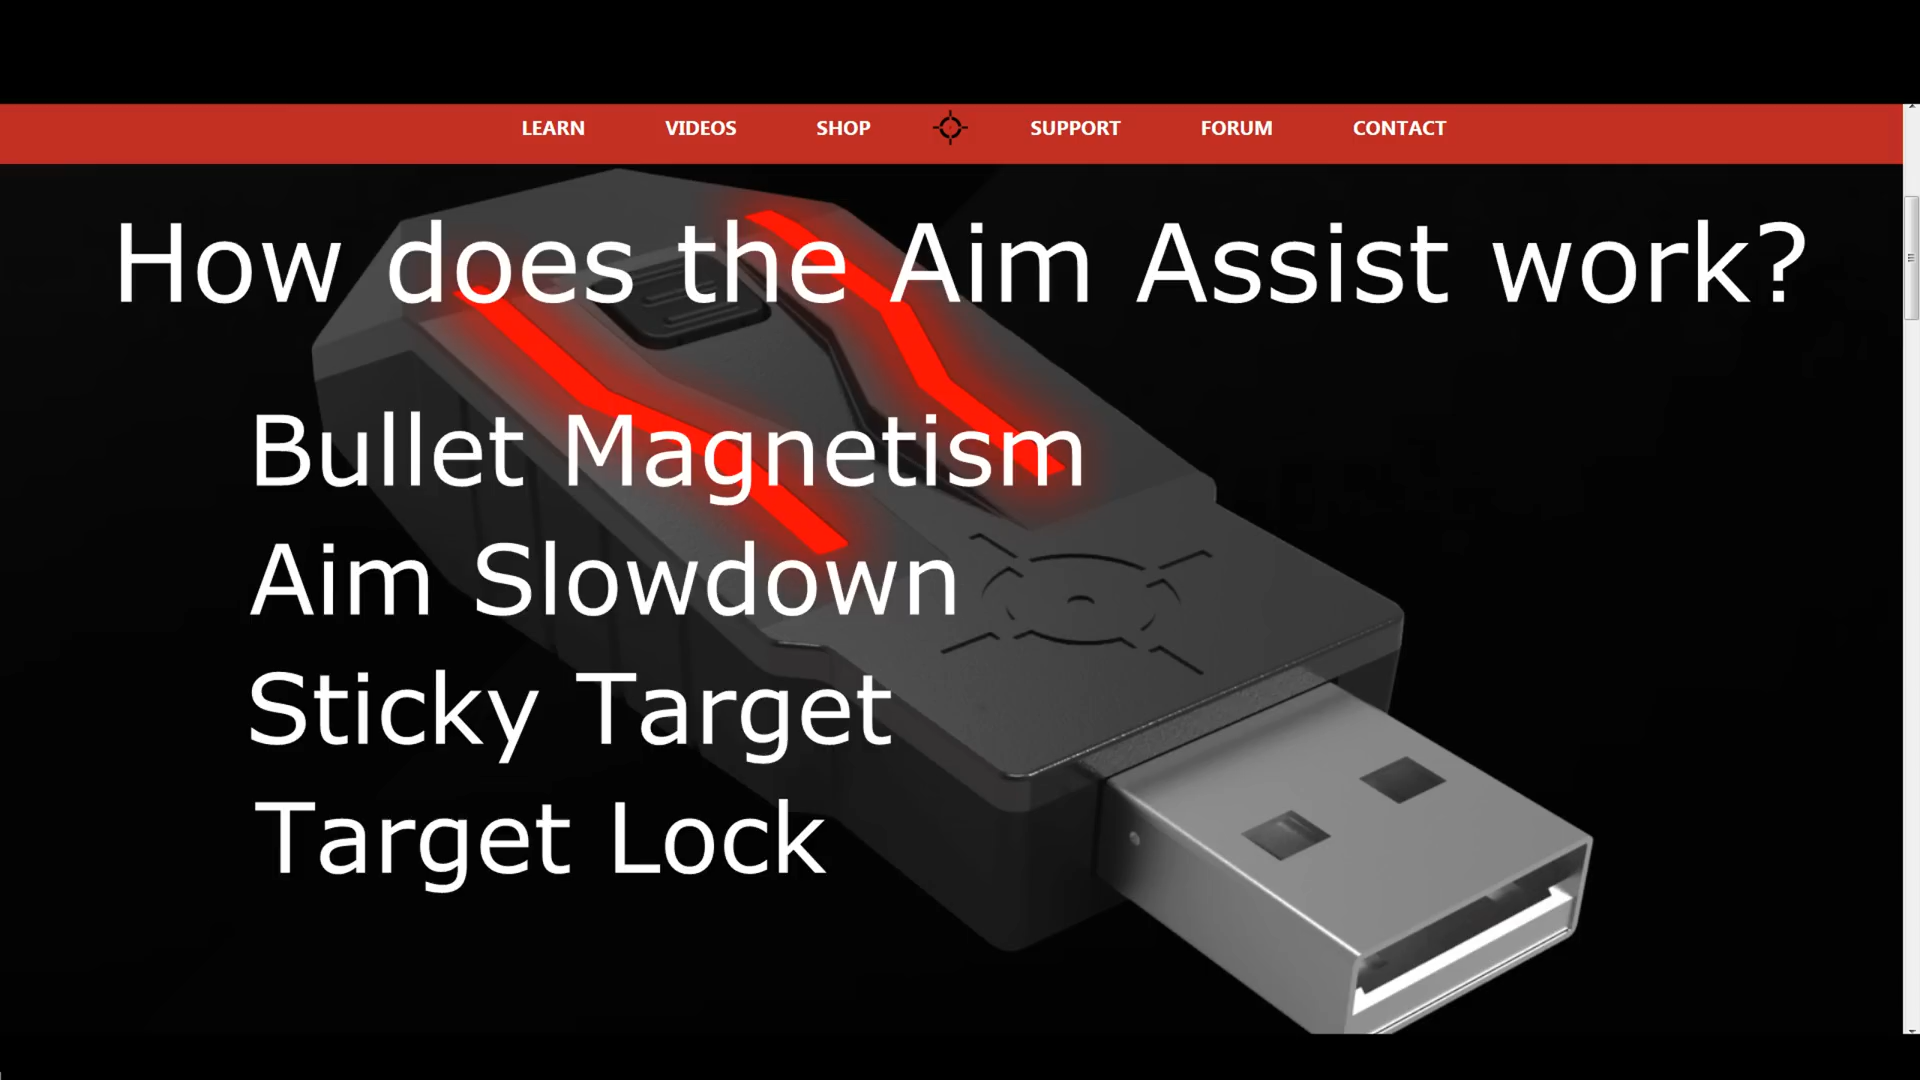 LEARN VIDEOS SHOP SUPPORT FORUM CONTACT
How does the Aim Assist work?
Bullet Magnetism
Aim Slowdown
Sticky Target
Target Lock